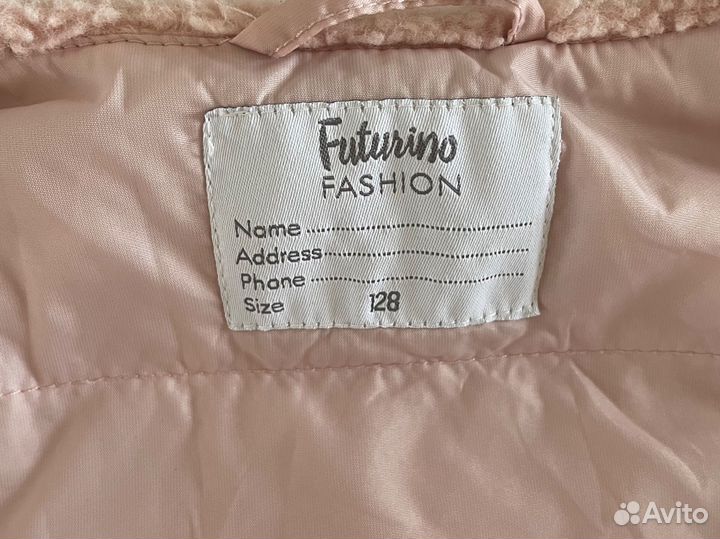 Futurino
FASHION
Name
Address
Phone
Size 128
Avito